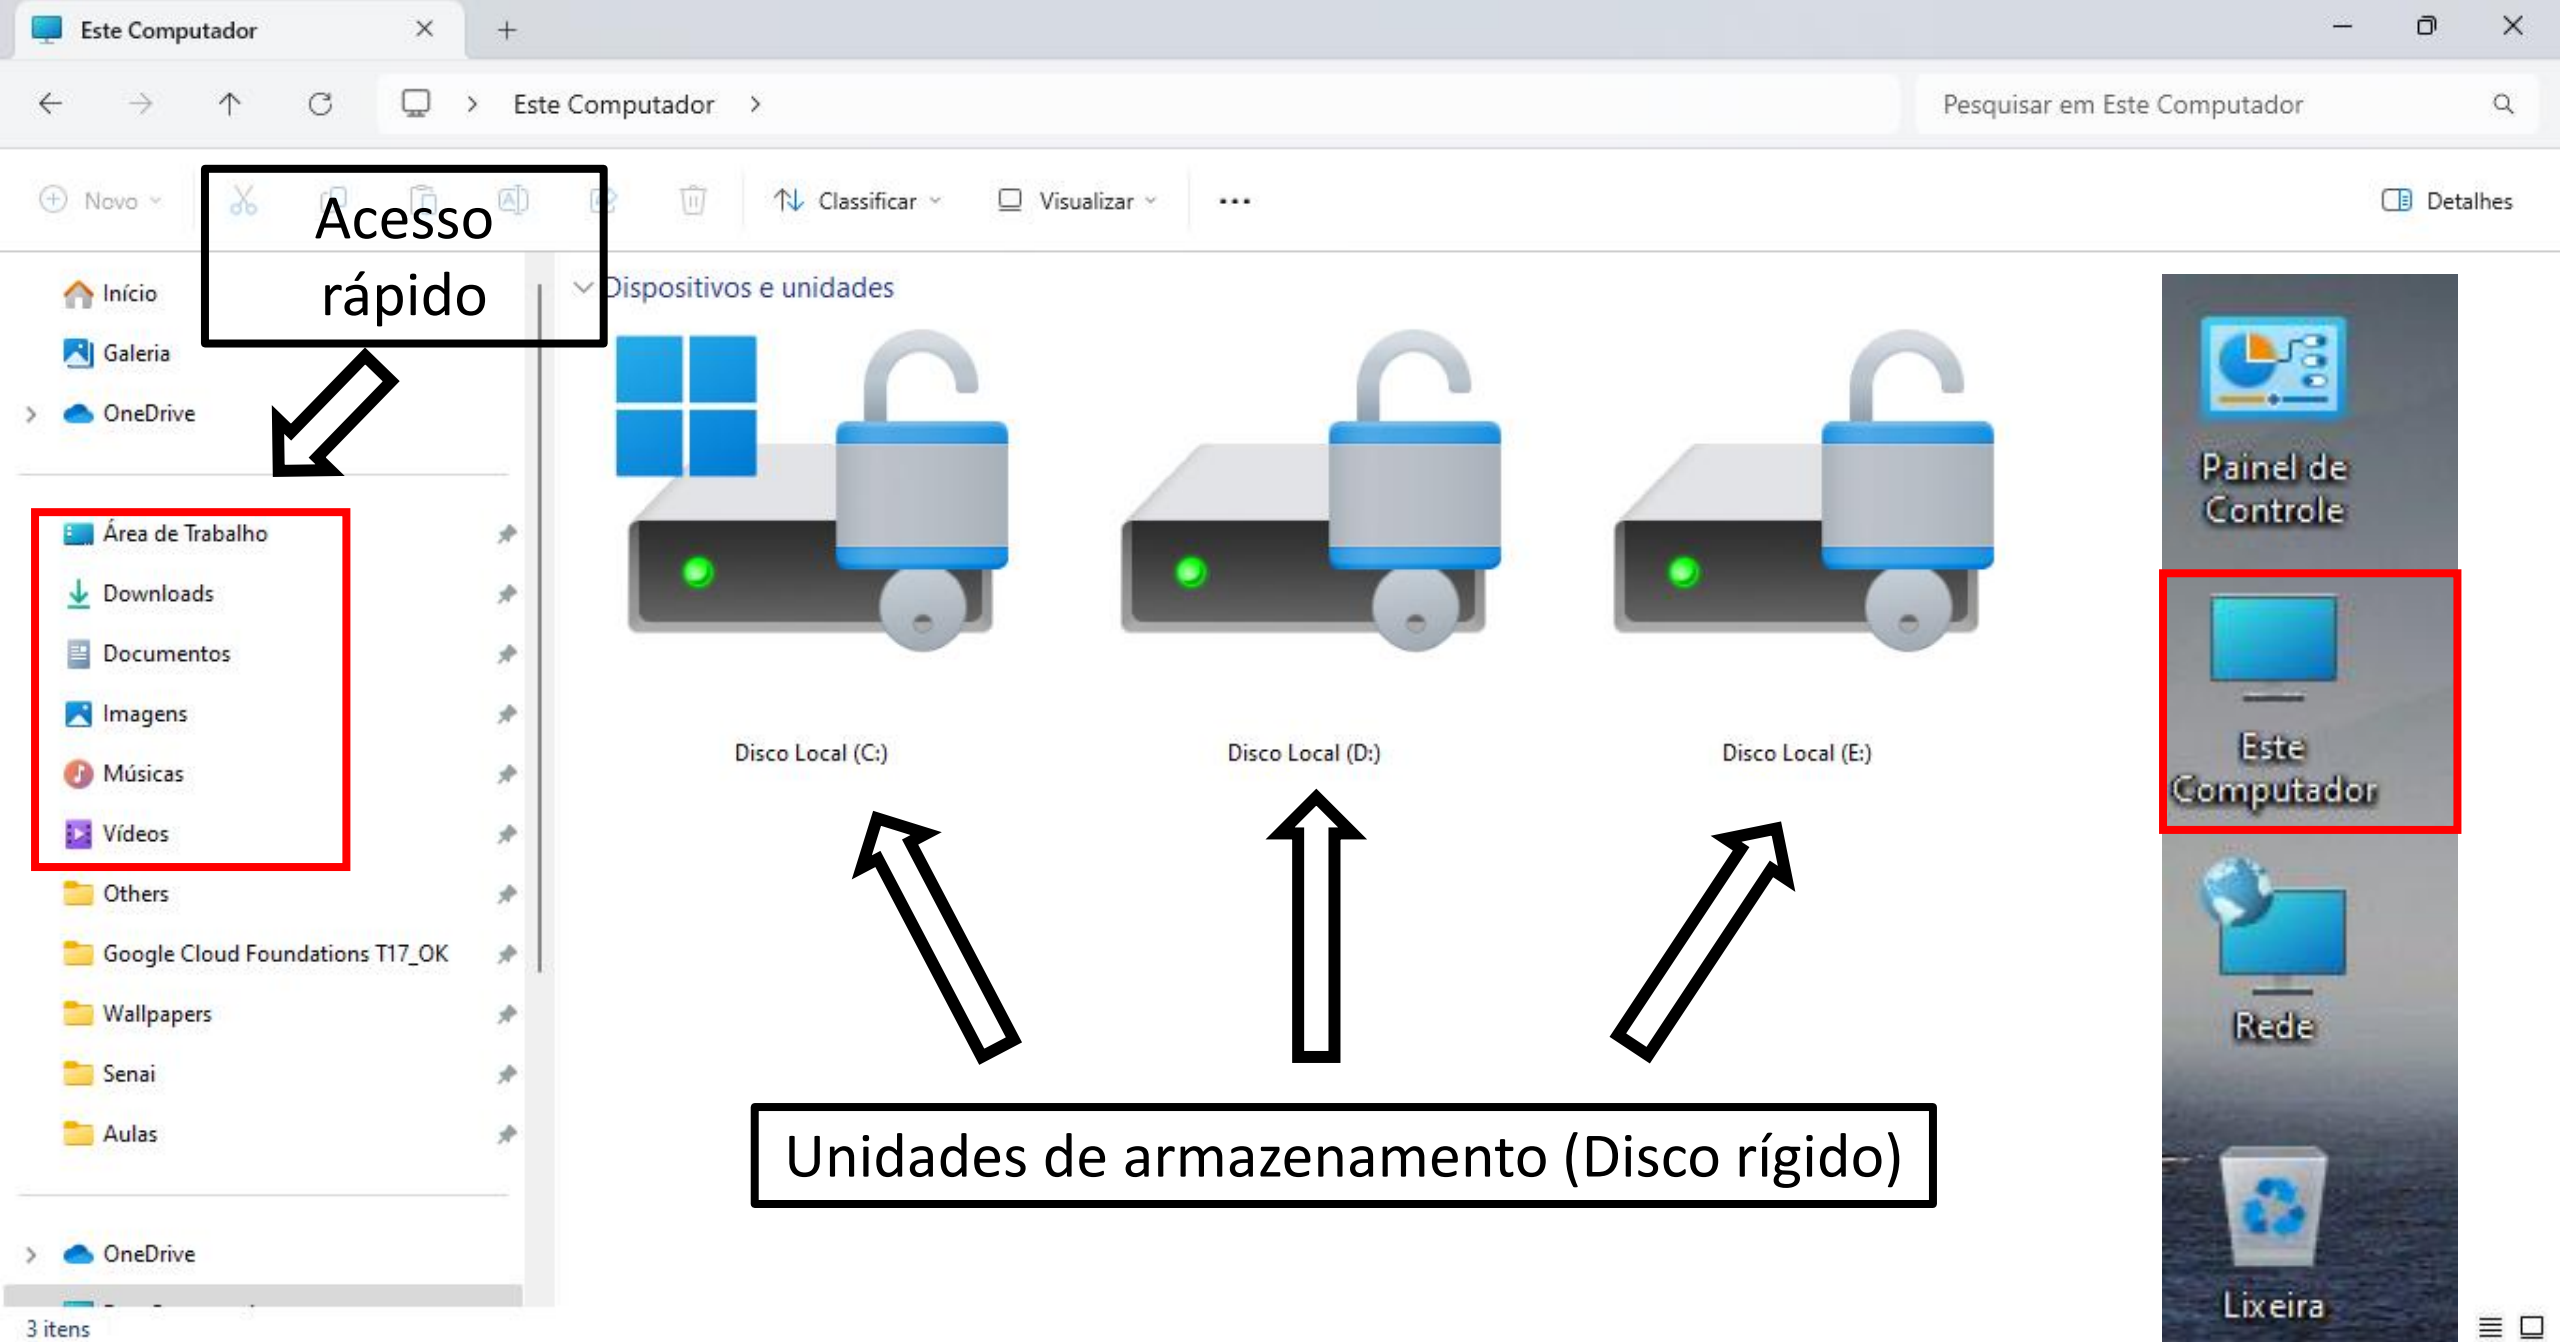 Este Computador
Este Computador
Pesquisar em Este Computador
Novo
Classificar
Visualizar
Detalhes
Acesso
rápido
Início
Galeria
OneDrive
Área de Trabalho
Downloads
Documentos
Imagens
Músicas
Vídeos
Others
Google Cloud Foundations T17_OK
Wallpapers
Senai
Aulas
OneDrive
3 itens
Dispositivos e unidades
Disco Local (C:)
Disco Local (D:)
Disco Local (E:)
Unidades de armazenamento (Disco rígido)
Painel de
Controle
Este
Computador
Rede
Lixeira